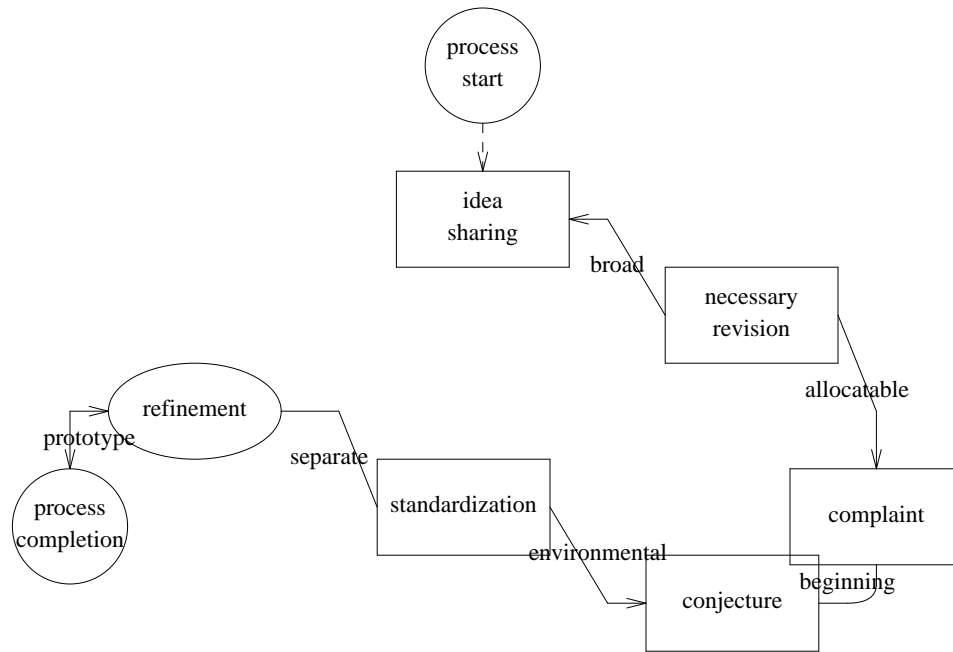 process
start
idea
sharing
broad
necessary
revision
allocatable
refinement
prototype
separate
standardization
process
completion
complaint
environmental
conjecture
beginning